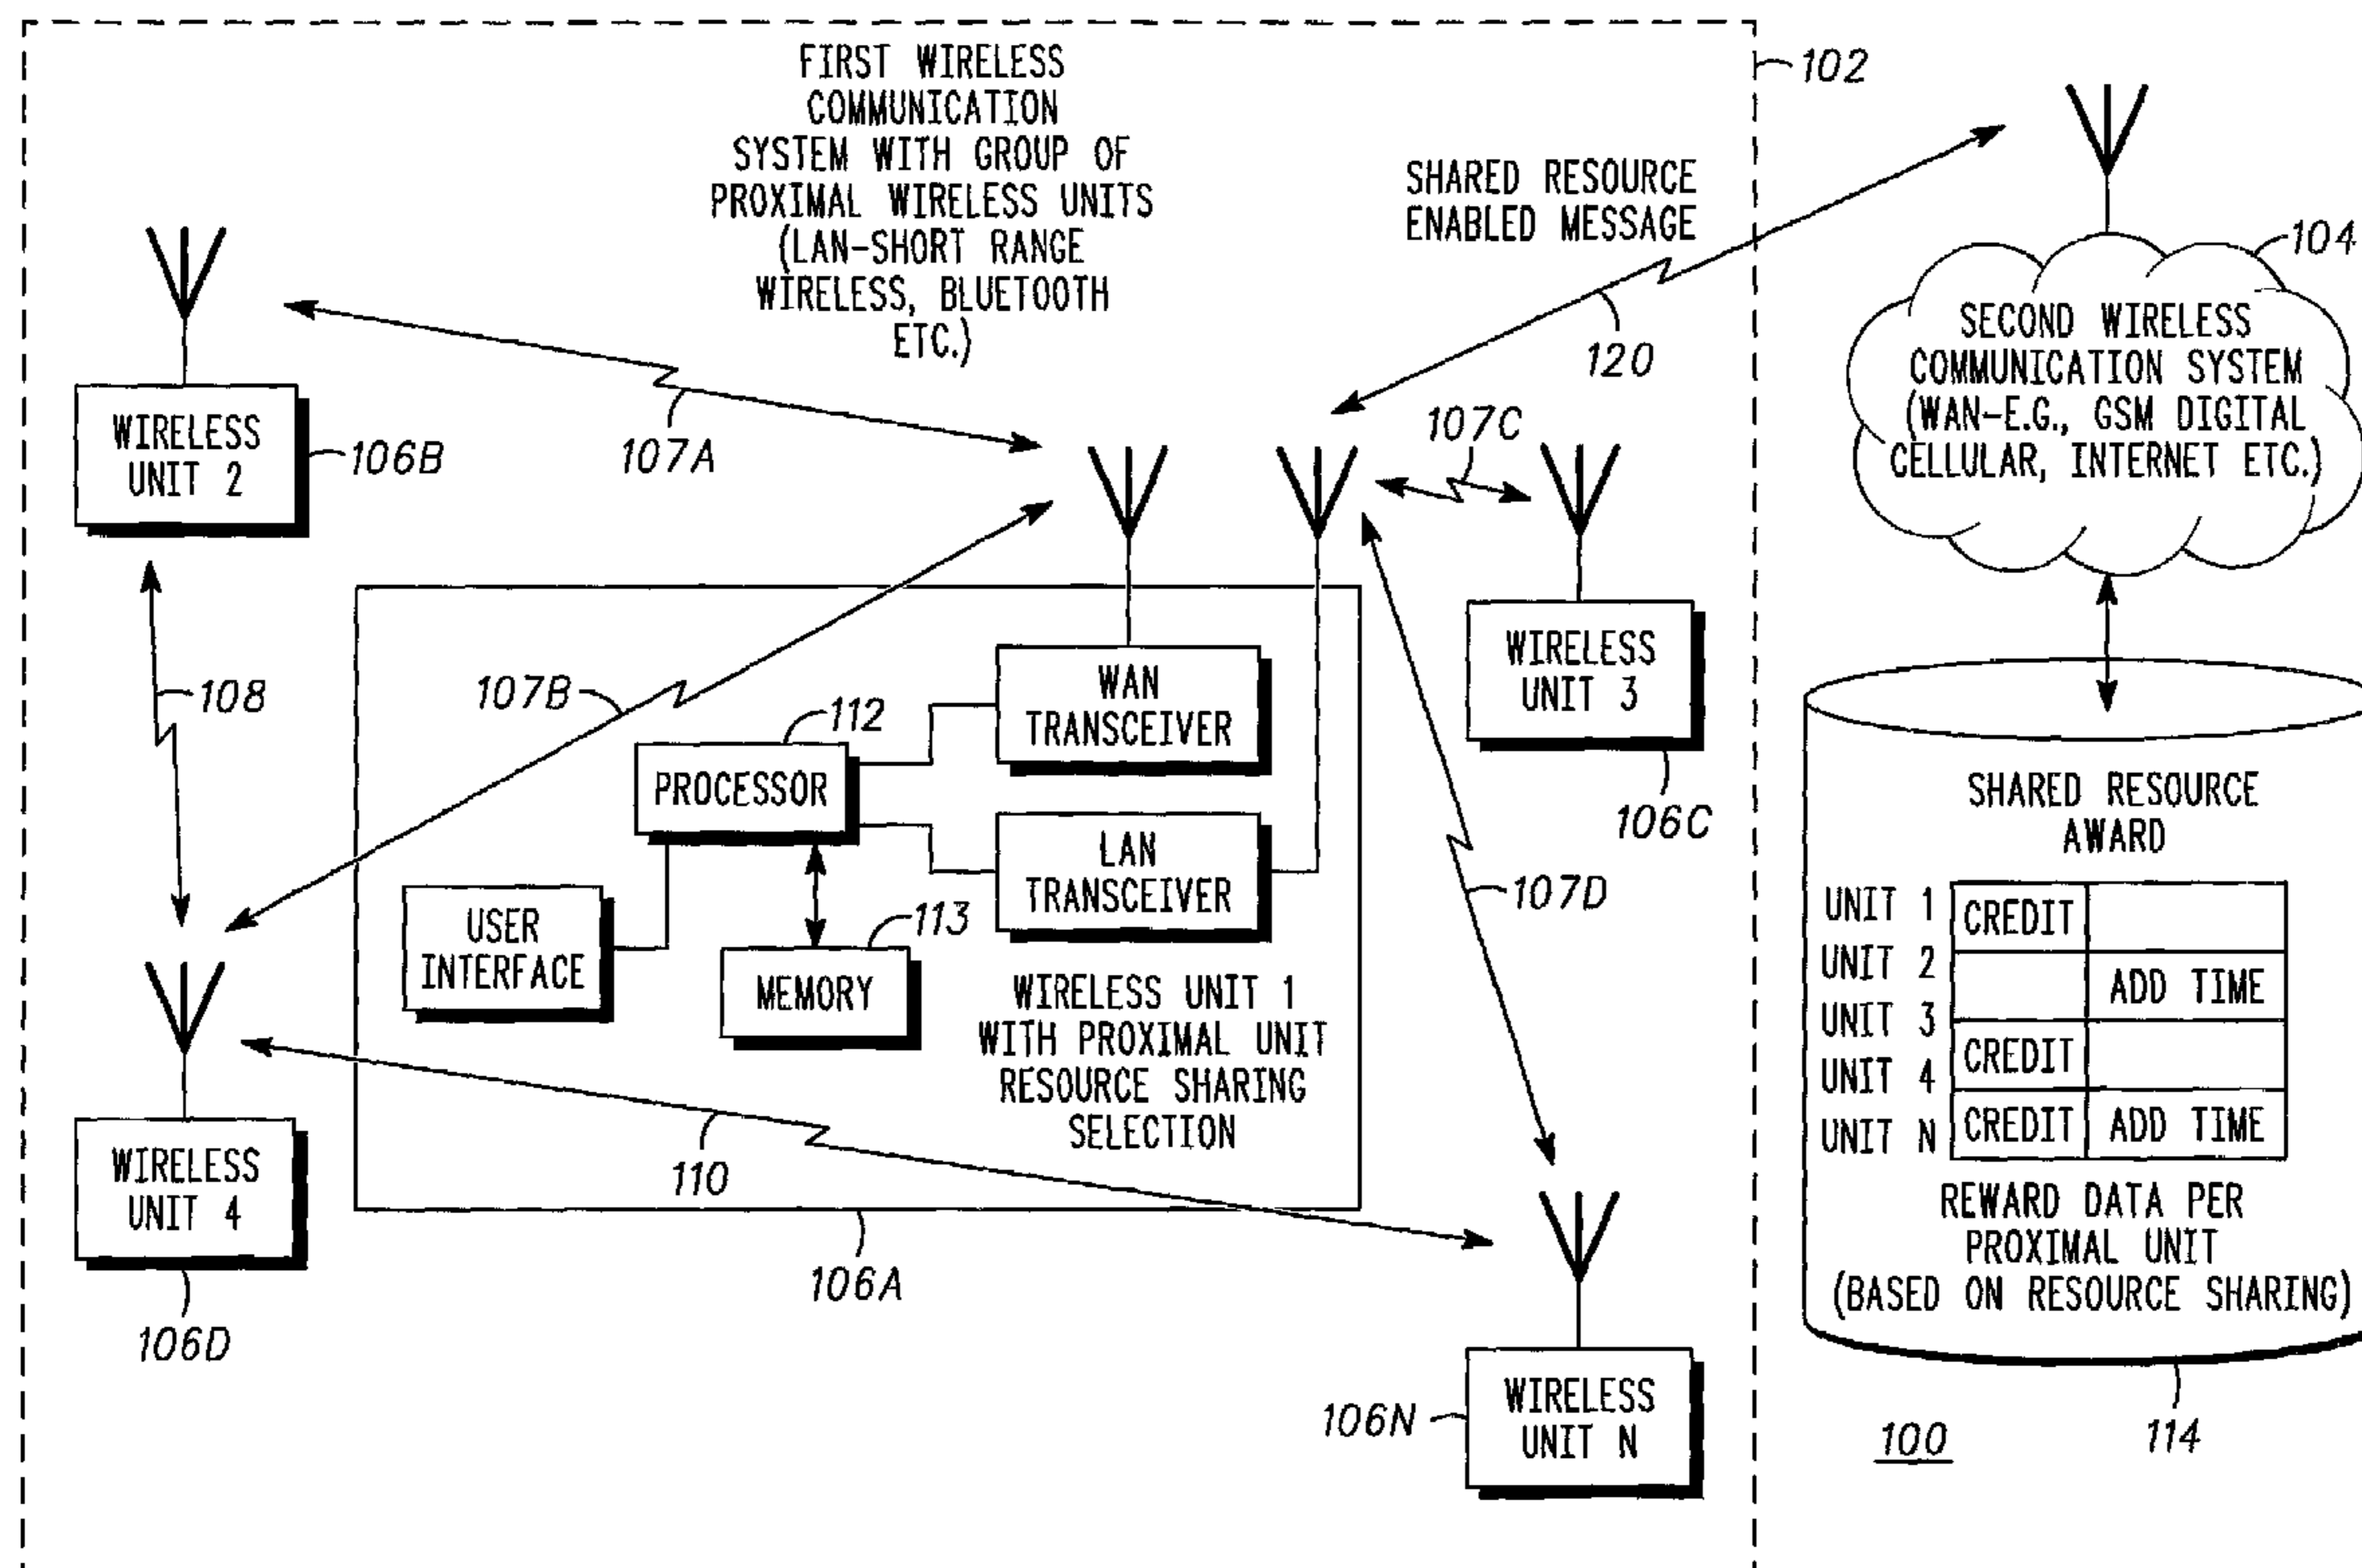 FIRST WIRELESS
COMMUNICATION
SYSTEM WITH GROUP OF
PROXIMAL WIRELESS UNITS
(LAN-SHORT RANGE
WIRELESS, BLUETOOTH
ETC.)
102
SHARED RESOURCE
ENABLED MESSAGE
120
104
SECOND WIRELESS
COMMUNICATION SYSTEM
(WAN-E.G., GSM DIGITAL
CELLULAR, INTERNET ETC.)
WIRELESS
UNIT 2
106B
107A
107C
108
107B
WIRELESS
UNIT 3
106C
107D
112
PROCESSOR
WAN
TRANSCEIVER
LAN
TRANSCEIVER
USER
INTERFACE
113
MEMORY
WIRELESS UNIT 1
WITH PROXIMAL UNIT
RESOURCE SHARING
SELECTION
110
106A
WIRELESS
UNIT 4
106D
106N
WIRELESS
UNIT N
SHARED RESOURCE
AWARD
UNIT 1 CREDIT
UNIT 2 ADD TIME
UNIT 3
UNIT 4 CREDIT
UNIT N CREDIT ADD TIME
REWARD DATA PER
PROXIMAL UNIT
(BASED ON RESOURCE SHARING)
114
100